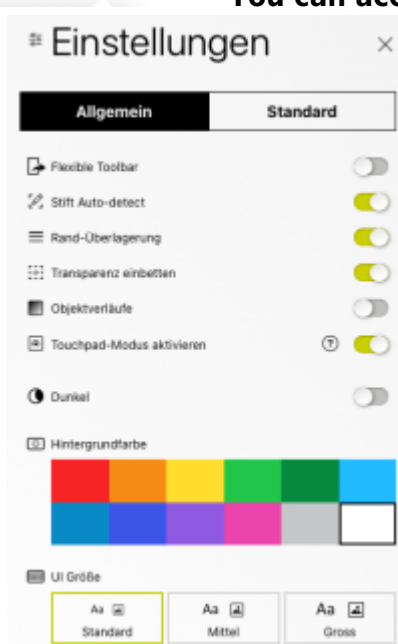 You can acc
Einstellungen
Allgemein Standard
Flexible Toolbar
Stift Auto-detect
Rand-Überlagerung
Transparenz einbetten
Objektverläufe
Touchpad-Modus aktivieren ?
Dunkel
Hintergrundfarbe
UI Größe
Aa Aa Aa
Standard Mittel Gross